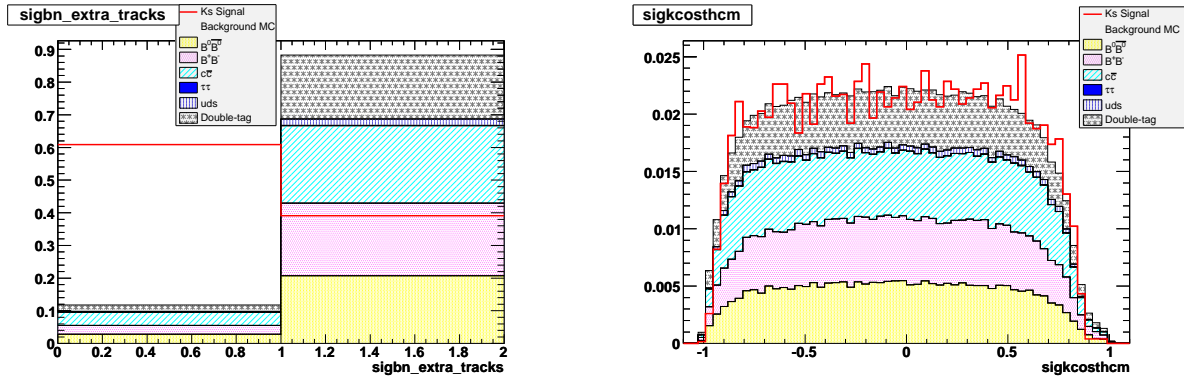 sigbn_extra_tracks
Ks Signal
Background MC
B⁰B̅⁰
B⁺B⁻
cc̅
ττ
uds
Double-tag
0.9
0.8
0.7
0.6
0.5
0.4
0.3
0.2
0.1
0
0 0.2 0.4 0.6 0.8 1 1.2 1.4 1.6 1.8 2
sigbn_extra_tracks
sigkcosthcm
Ks Signal
Background MC
B⁰B̅⁰
B⁺B⁻
cc̅
ττ
uds
Double-tag
0.025
0.02
0.015
0.01
0.005
0
-1 -0.5 0 0.5 1
sigkcosthcm